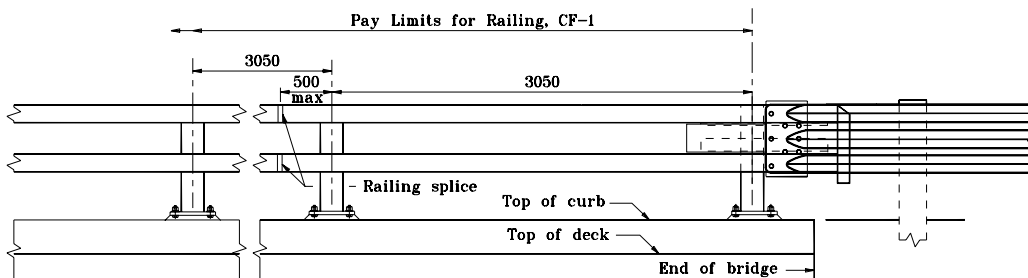 Pay Limits for Railing, CF-1
3050
500
max
3050
Railing splice
Top of curb
Top of deck
End of bridge